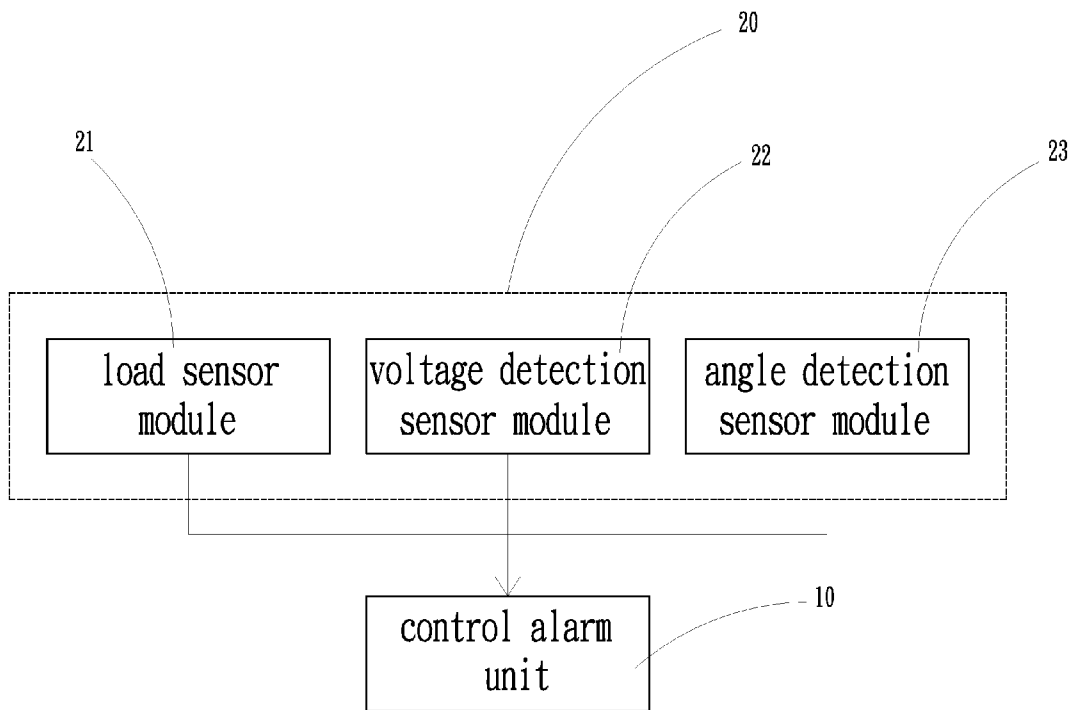 20
21
22
23
load sensor
module
voltage detection
sensor module
angle detection
sensor module
10
control alarm
unit